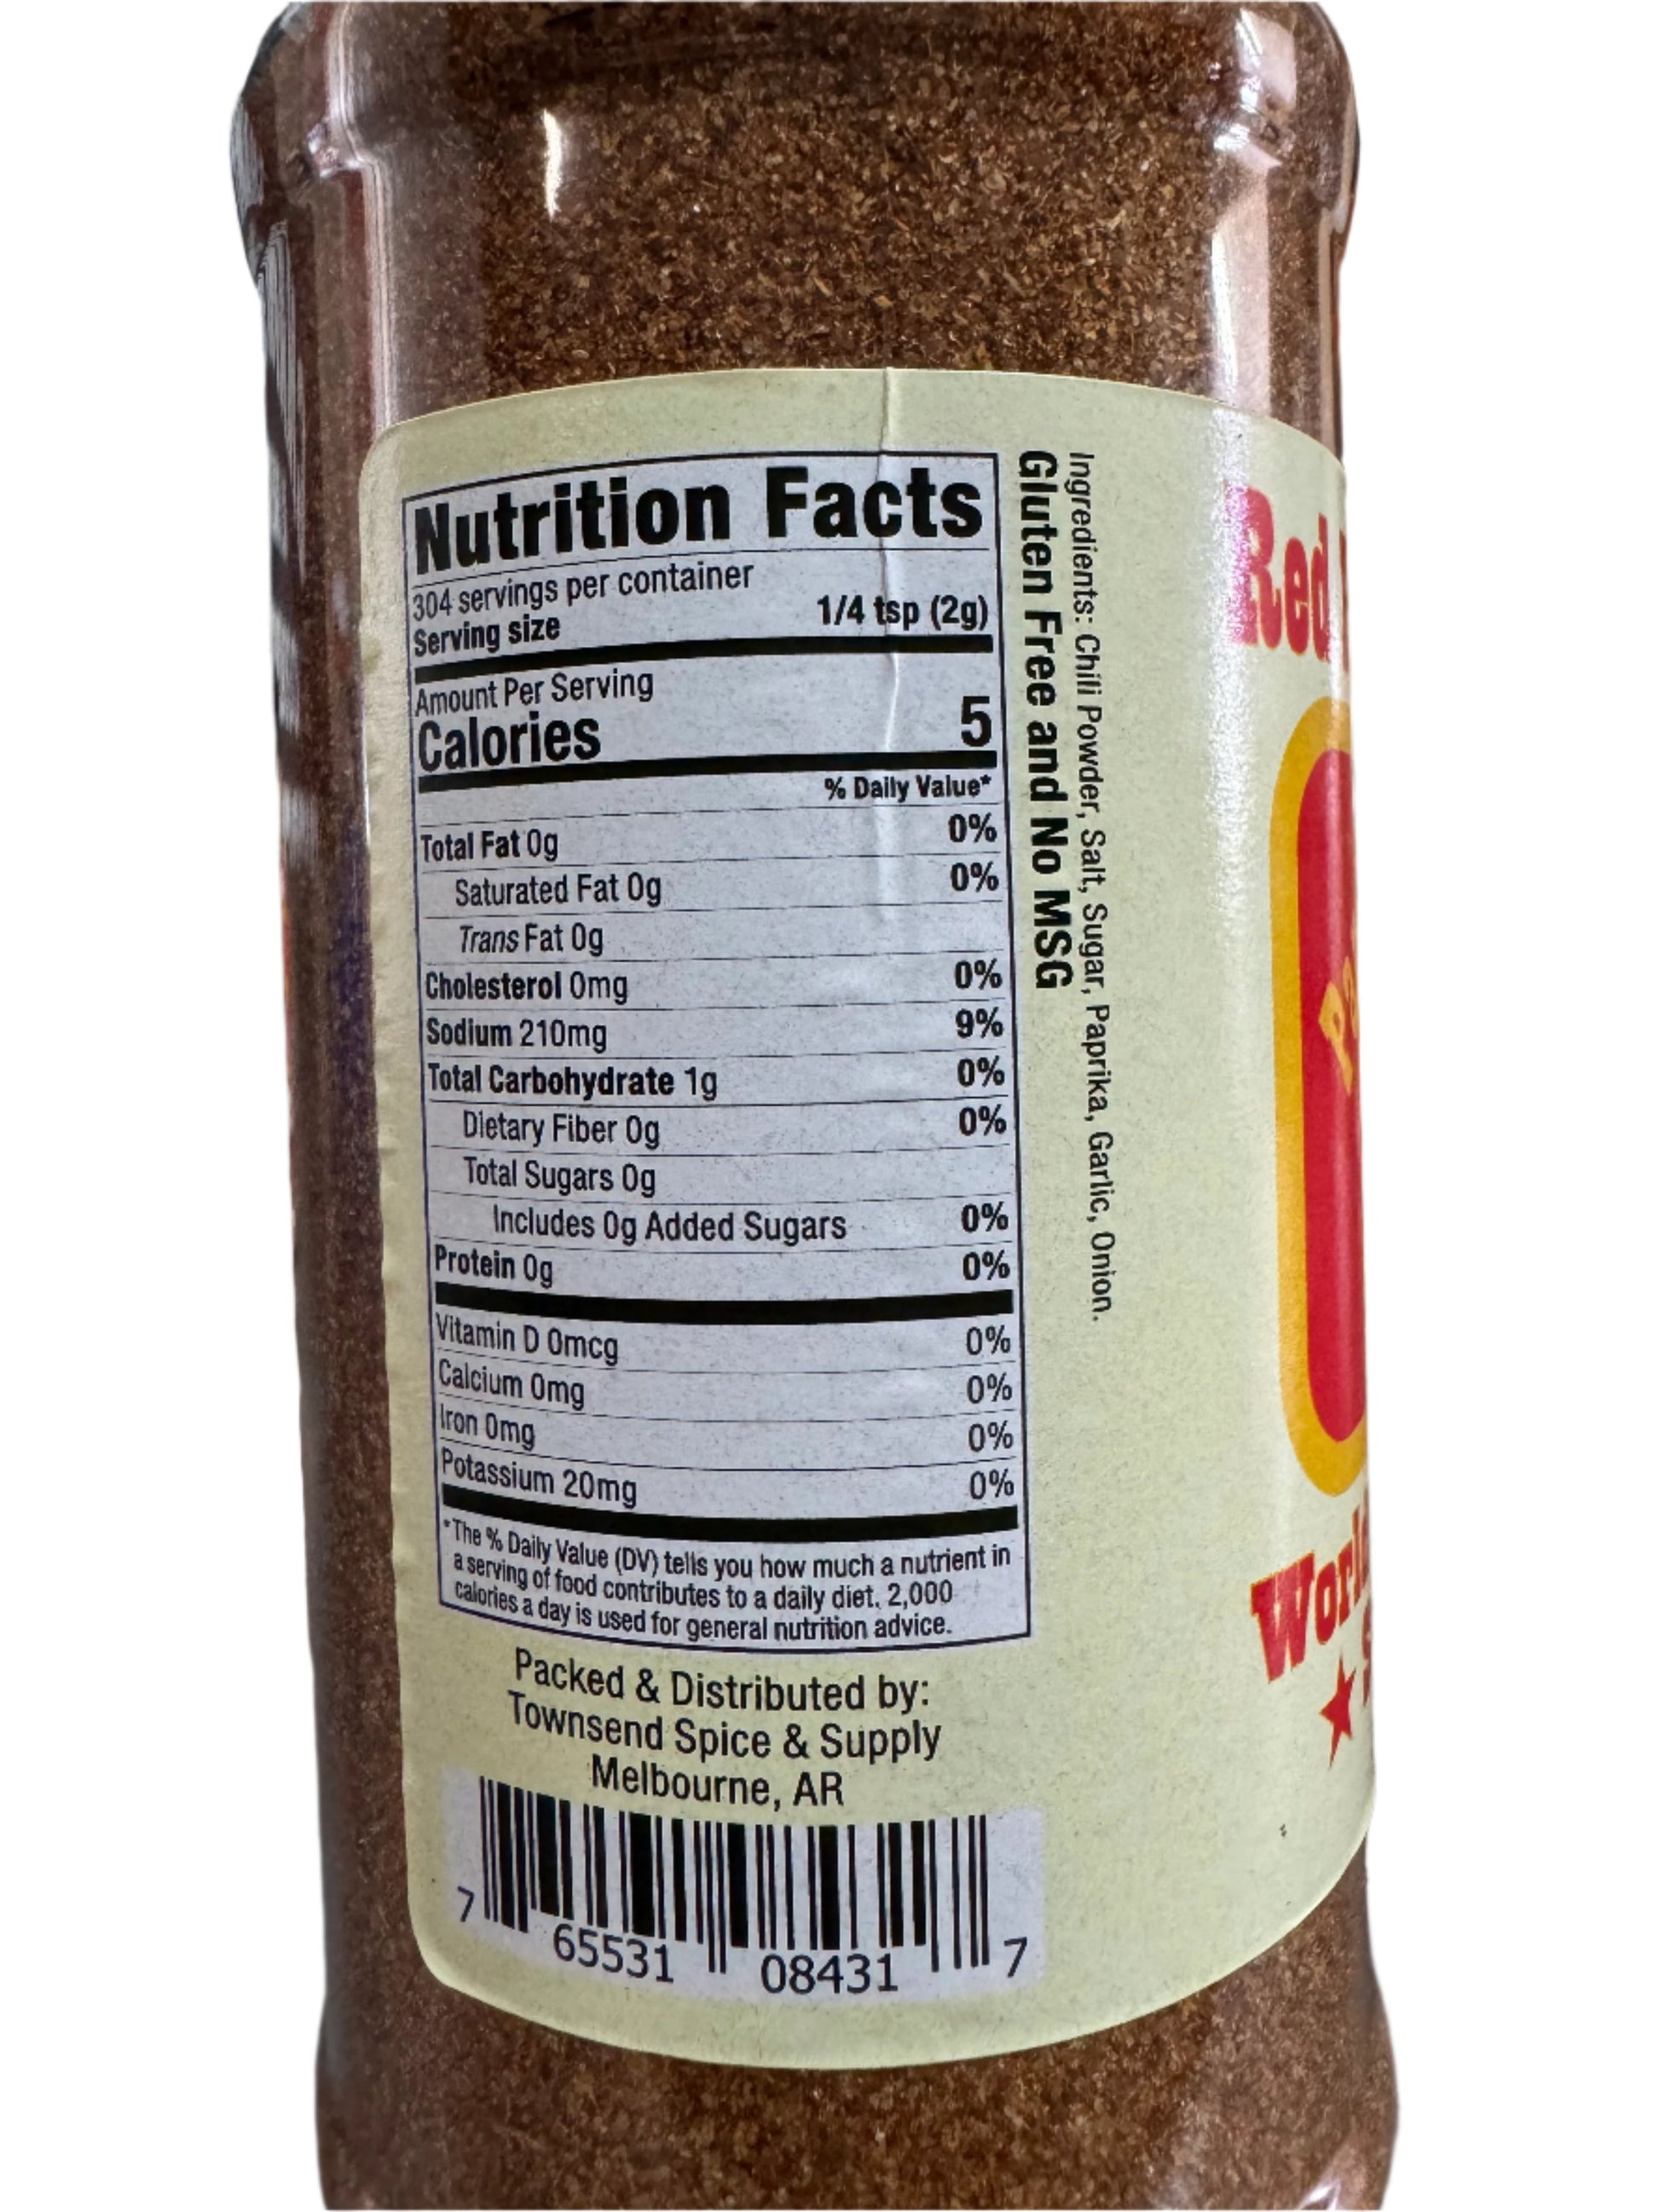 Nutrition Facts
304 servings per container
Serving size 1/4 tsp (2g)
Amount Per Serving
Calories 5
% Daily Value*
Total Fat 0g 0%
Saturated Fat 0g 0%
Trans Fat 0g
Cholesterol 0mg 0%
Sodium 210mg 9%
Total Carbohydrate 1g 0%
Dietary Fiber 0g 0%
Total Sugars 0g
Includes 0g Added Sugars 0%
Protein 0g 0%
Vitamin D 0mcg 0%
Calcium 0mg 0%
Iron 0mg 0%
Potassium 20mg 0%
*The % Daily Value (DV) tells you how much a nutrient in
a serving of food contributes to a daily diet. 2,000
calories a day is used for general nutrition advice.
Packed & Distributed by:
Townsend Spice & Supply
Melbourne, AR
7 65531 08431 7
Ingredients: Chili Powder, Salt, Sugar, Paprika, Garlic, Onion.
Gluten Free and No MSG
Red